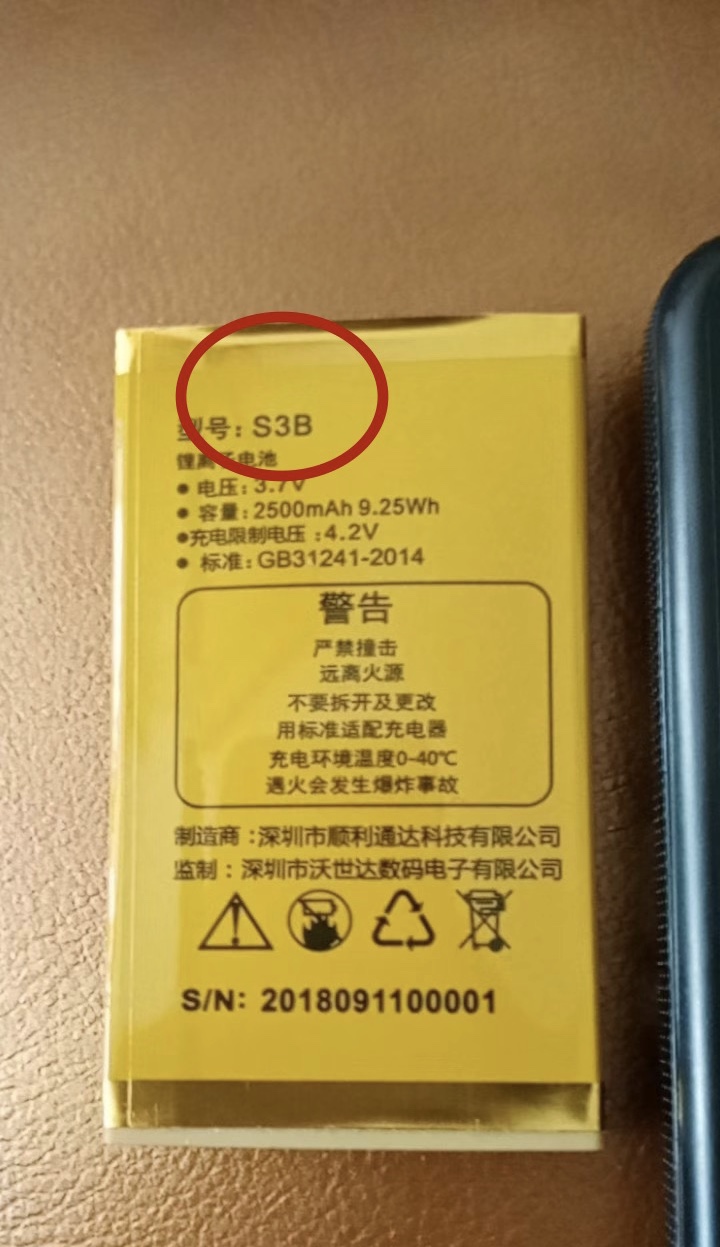 型号: S3B
锂离子电池
● 电压: 3.7V
● 容量: 2500mAh 9.25Wh
●充电限制电压 :4.2V
● 标准: GB31241-2014
警告
严禁撞击
远离火源
不要拆开及更改
用标准适配充电器
充电环境温度0~40℃
遇火会发生爆炸事故
制造商 :深圳市顺利通达科技有限公司
监制 : 深圳市沃世达数码电子有限公司
S/N: 2018091100001